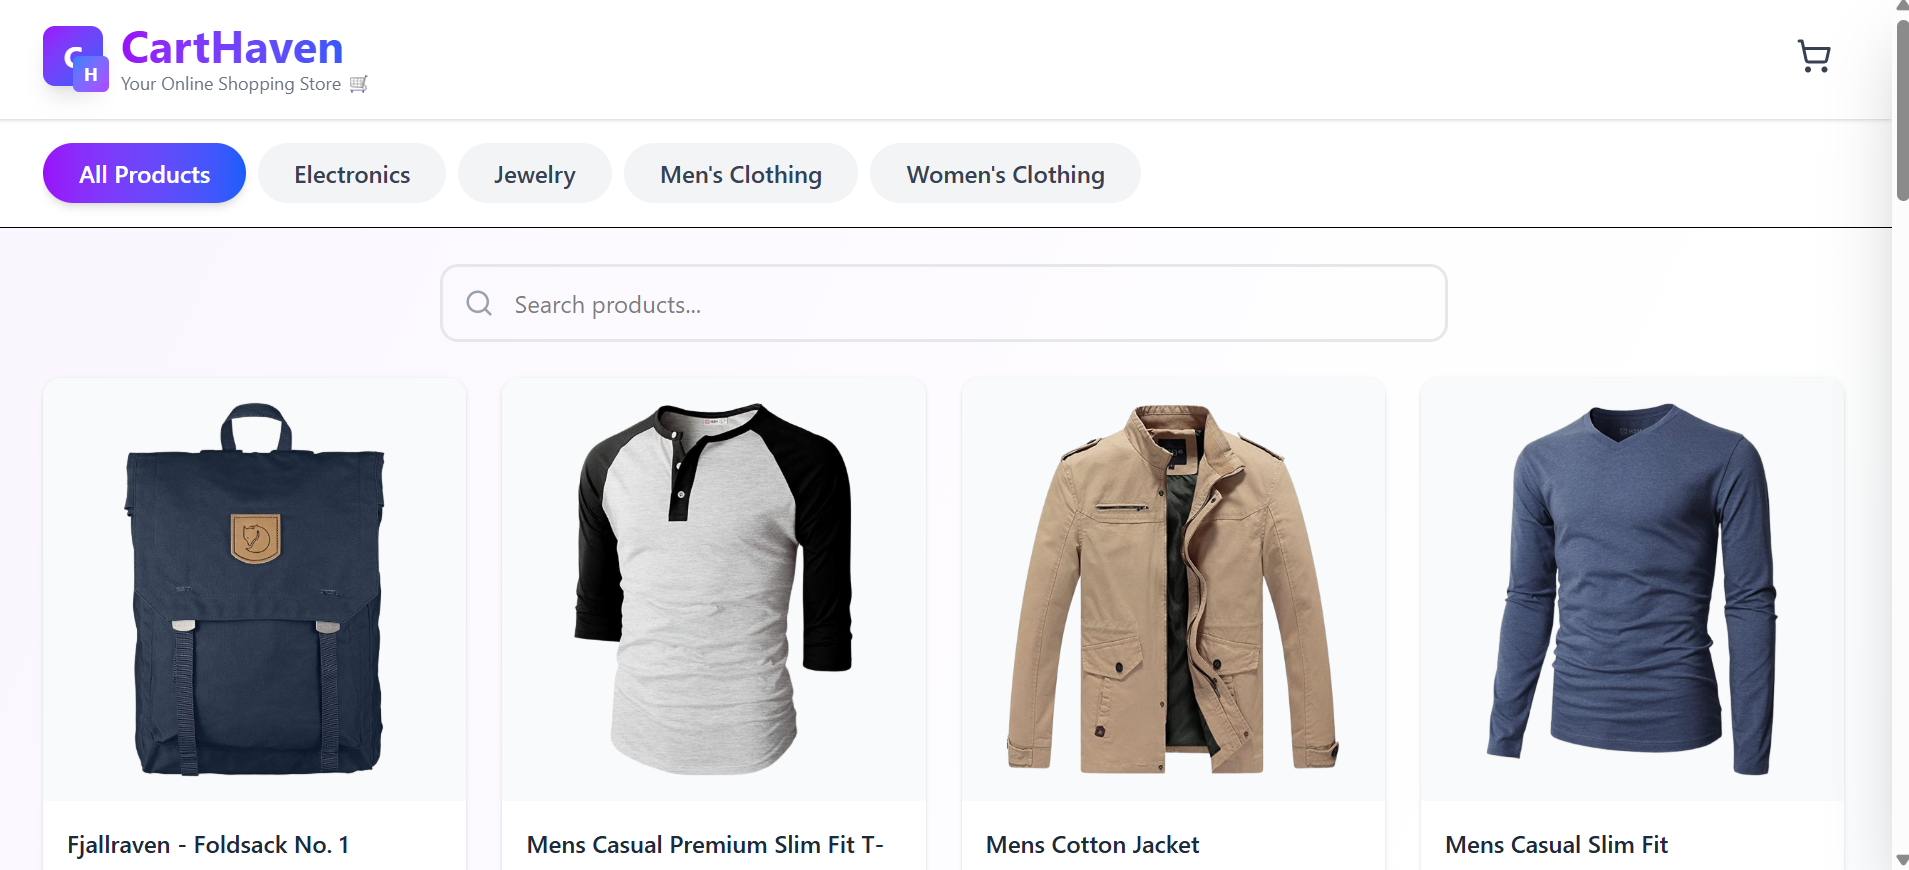 C
H
CartHaven
Your Online Shopping Store 🛒
All Products
Electronics
Jewelry
Men's Clothing
Women's Clothing
Search products...
Fjallraven - Foldsack No. 1
Mens Casual Premium Slim Fit T-
Mens Cotton Jacket
Mens Casual Slim Fit